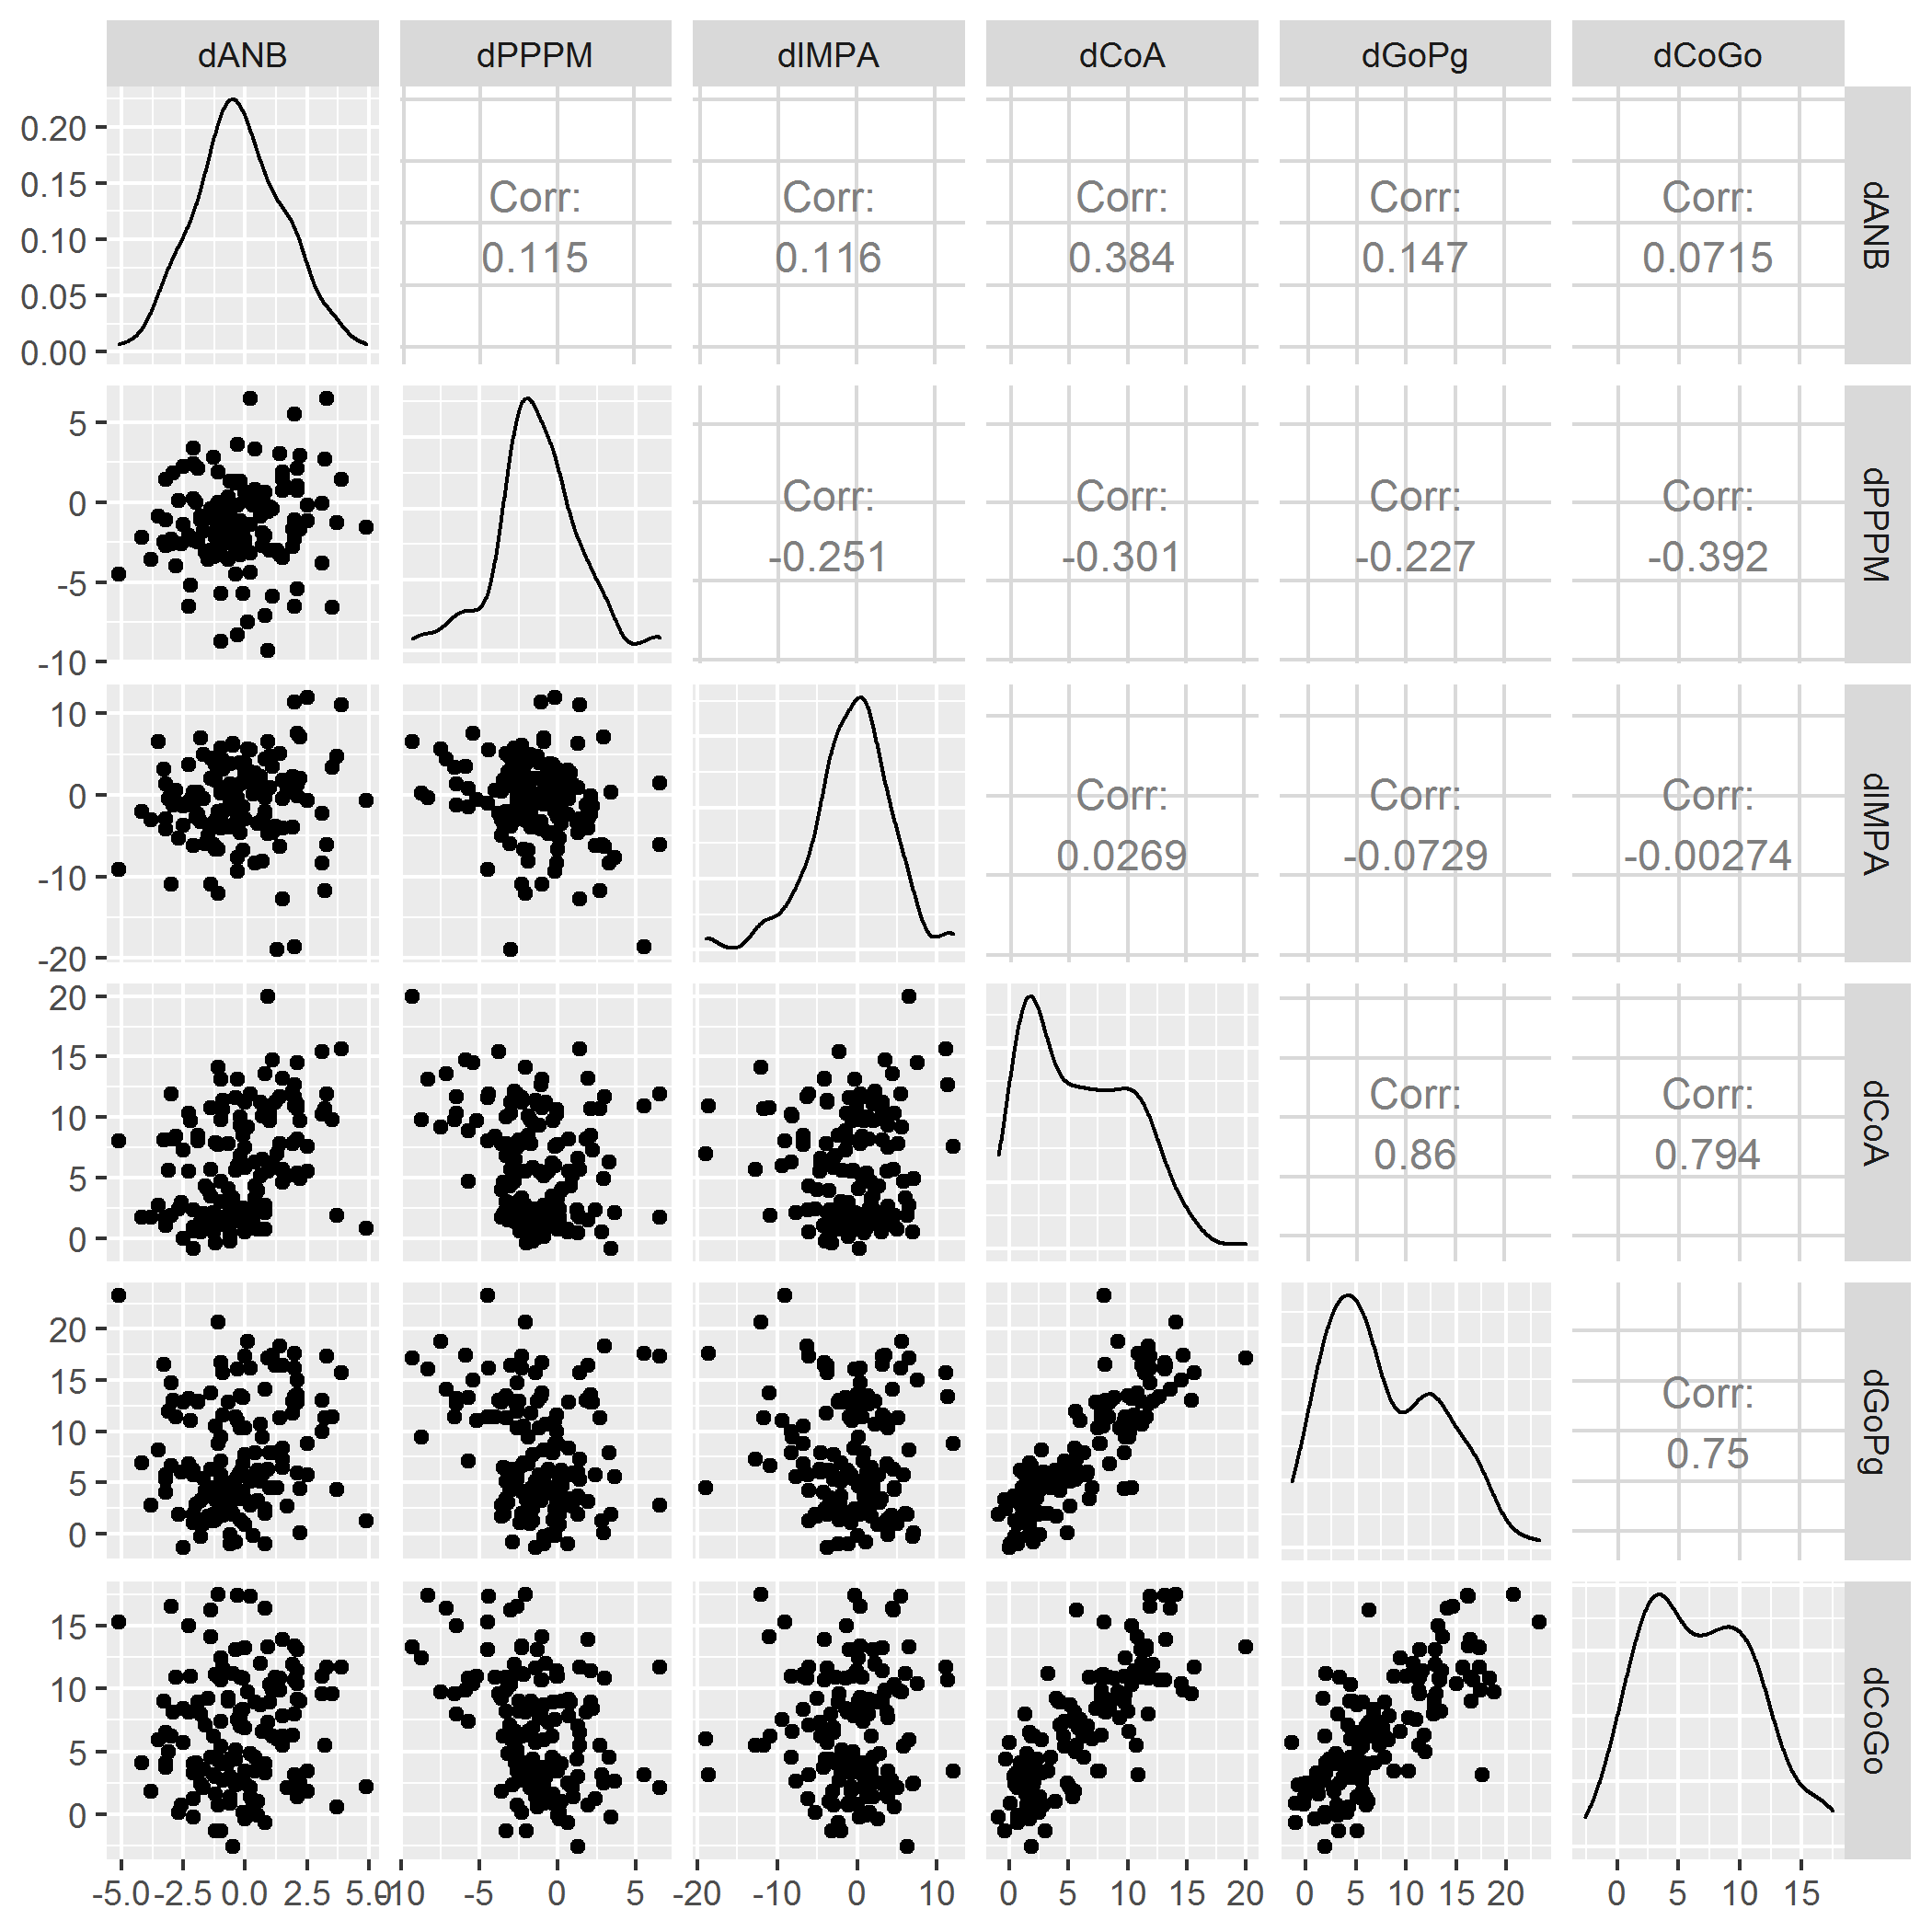 dANB dPPPM dIMPA dCoA dGoPg dCoGo
0.20
0.15
0.10
0.05
0.00
Corr: Corr: Corr: Corr: Corr:
0.115 0.116 0.384 0.147 0.0715
dANB
5
0
-5
-10
Corr: Corr: Corr: Corr:
-0.251 -0.301 -0.227 -0.392
dPPPM
10
0
-10
-20
Corr: Corr: Corr:
0.0269 -0.0729 -0.00274
dIMPA
20
15
10
5
0
Corr: Corr:
0.86 0.794
dCoA
20
15
10
5
0
Corr:
0.75
dGoPg
15
10
5
0
dCoGo
-5.0 -2.5 0.0 2.5 5.0 -10 -5 0 5 -20 -10 0 10 0 5 10 15 20 0 5 10 15 20 0 5 10 15